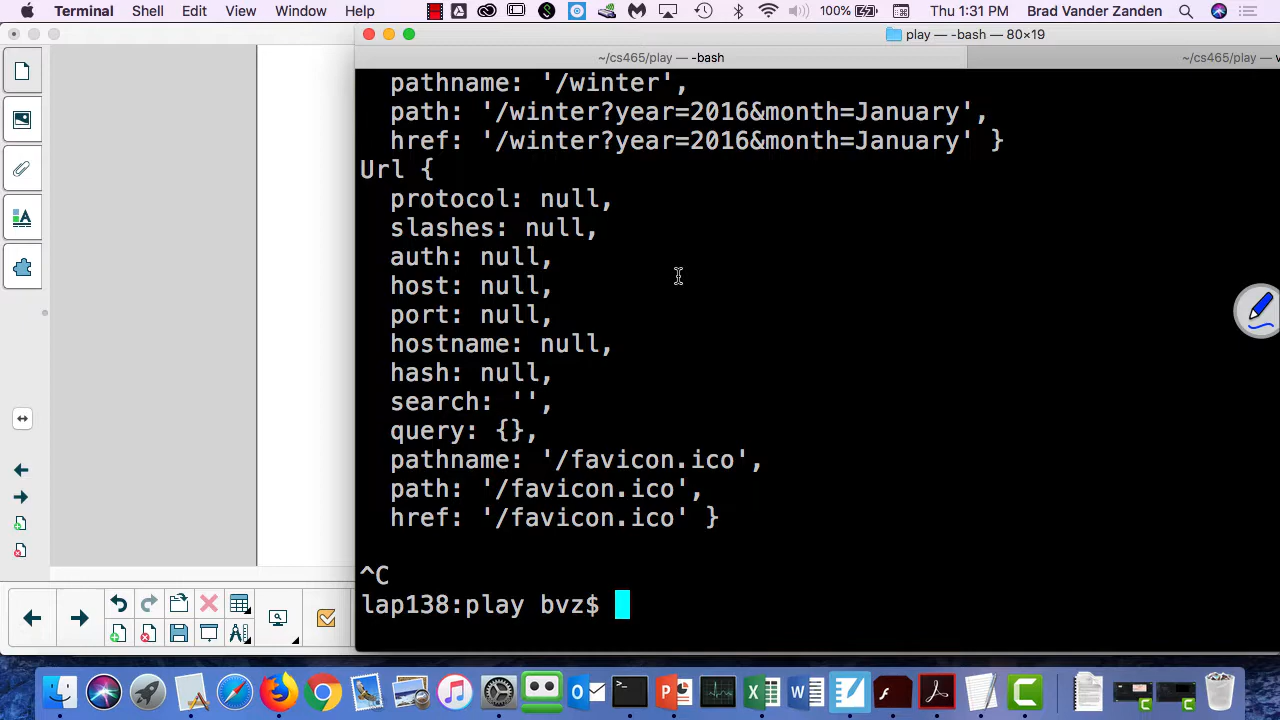 Terminal Shell Edit View Window Help 100% Thu 1:31 PM Brad Vander Zanden
play — -bash — 80×19
~/cs465/play — -bash ~/cs465/play — v
pathname: '/winter',
path: '/winter?year=2016&month=January',
href: '/winter?year=2016&month=January' }
Url {
protocol: null,
slashes: null,
auth: null,
host: null,
port: null,
hostname: null,
hash: null,
search: '',
query: {},
pathname: '/favicon.ico',
path: '/favicon.ico',
href: '/favicon.ico' }
^C
lap138:play bvz$